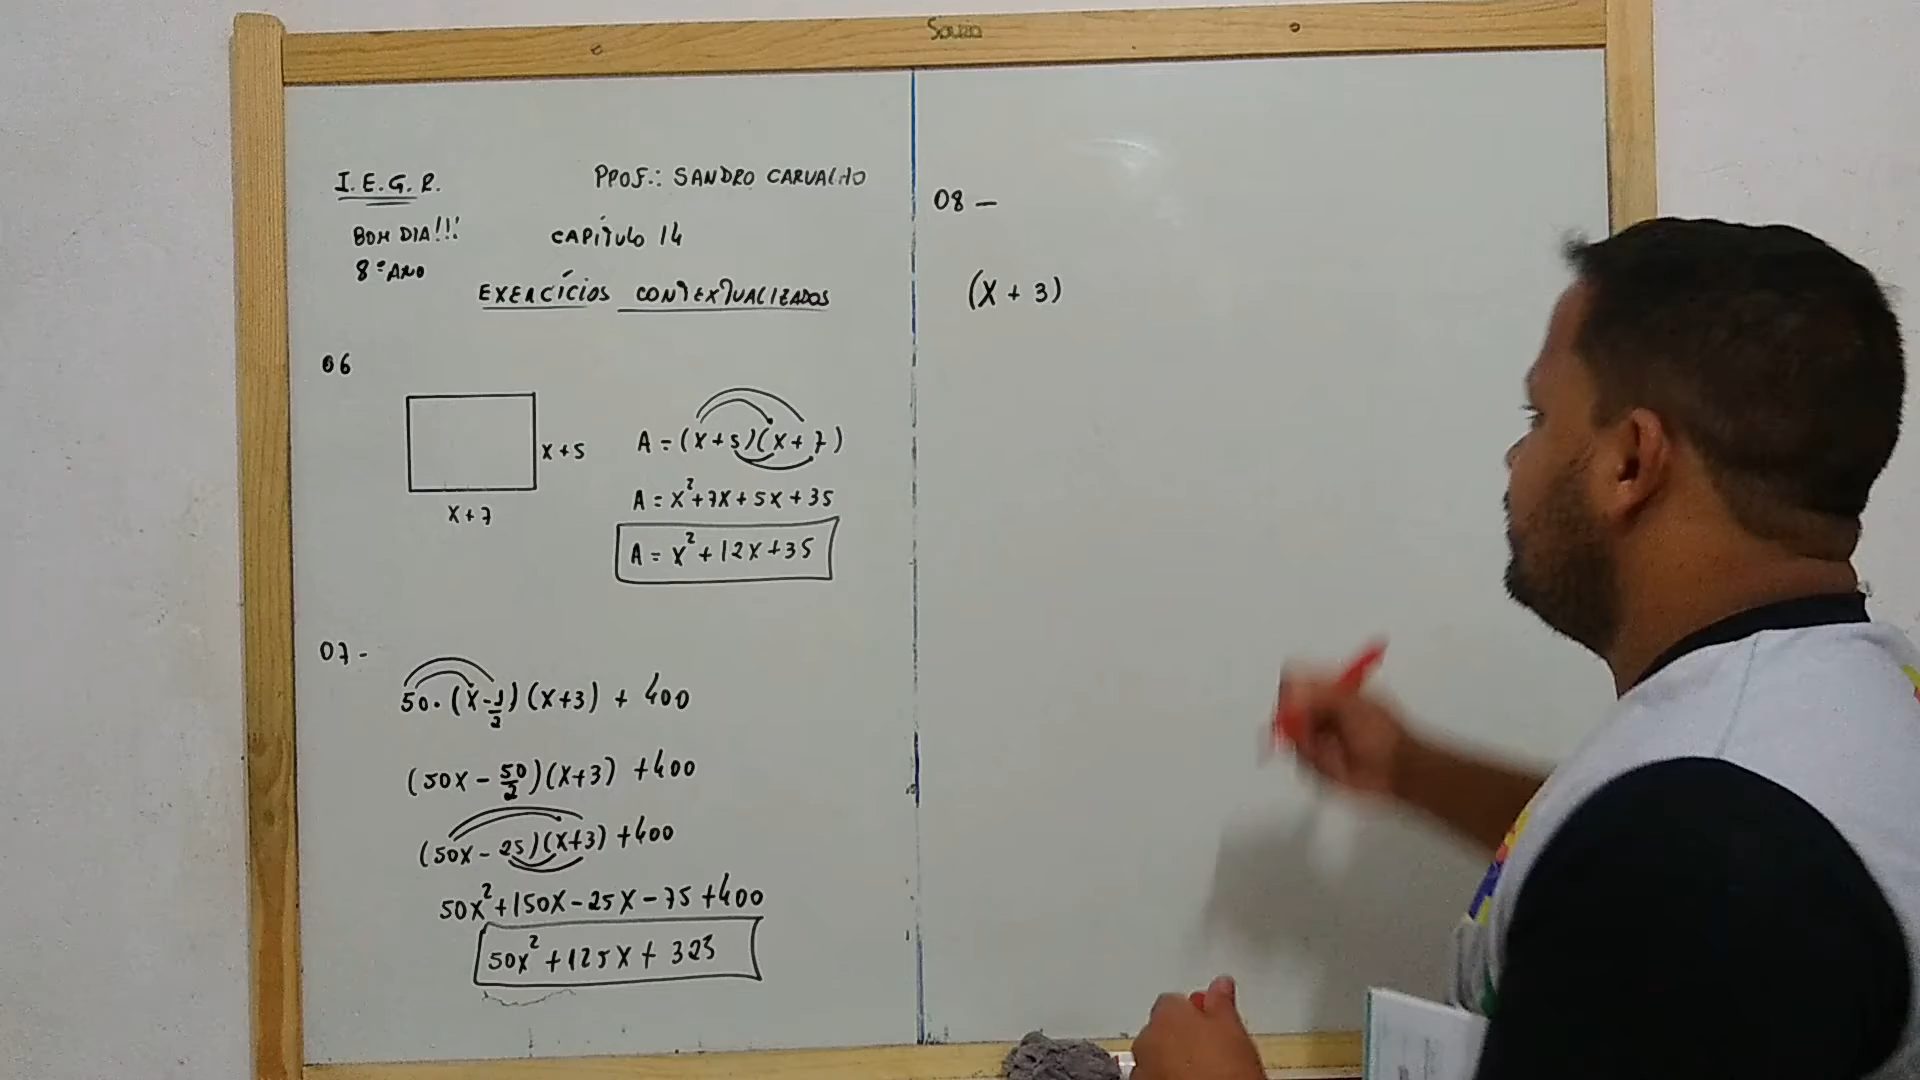 Souza
I.E.G.R.
PROF.: SANDRO CARVALHO
BOM DIA!!!
CAPÍTULO 14
8º ANO
EXERCÍCIOS CONTEXTUALIZADOS
06
x + 5
x + 7
A = (x + 5)(x + 7)
A = x² + 7x + 5x + 35
A = x² + 12x + 35
07 -
50 · (x - 1/2)(x + 3) + 400
(50x - 50/2)(x + 3) + 400
(50x - 25)(x + 3) + 400
50x² + 150x - 25x - 75 + 400
50x² + 125x + 325
08 —
(x + 3)